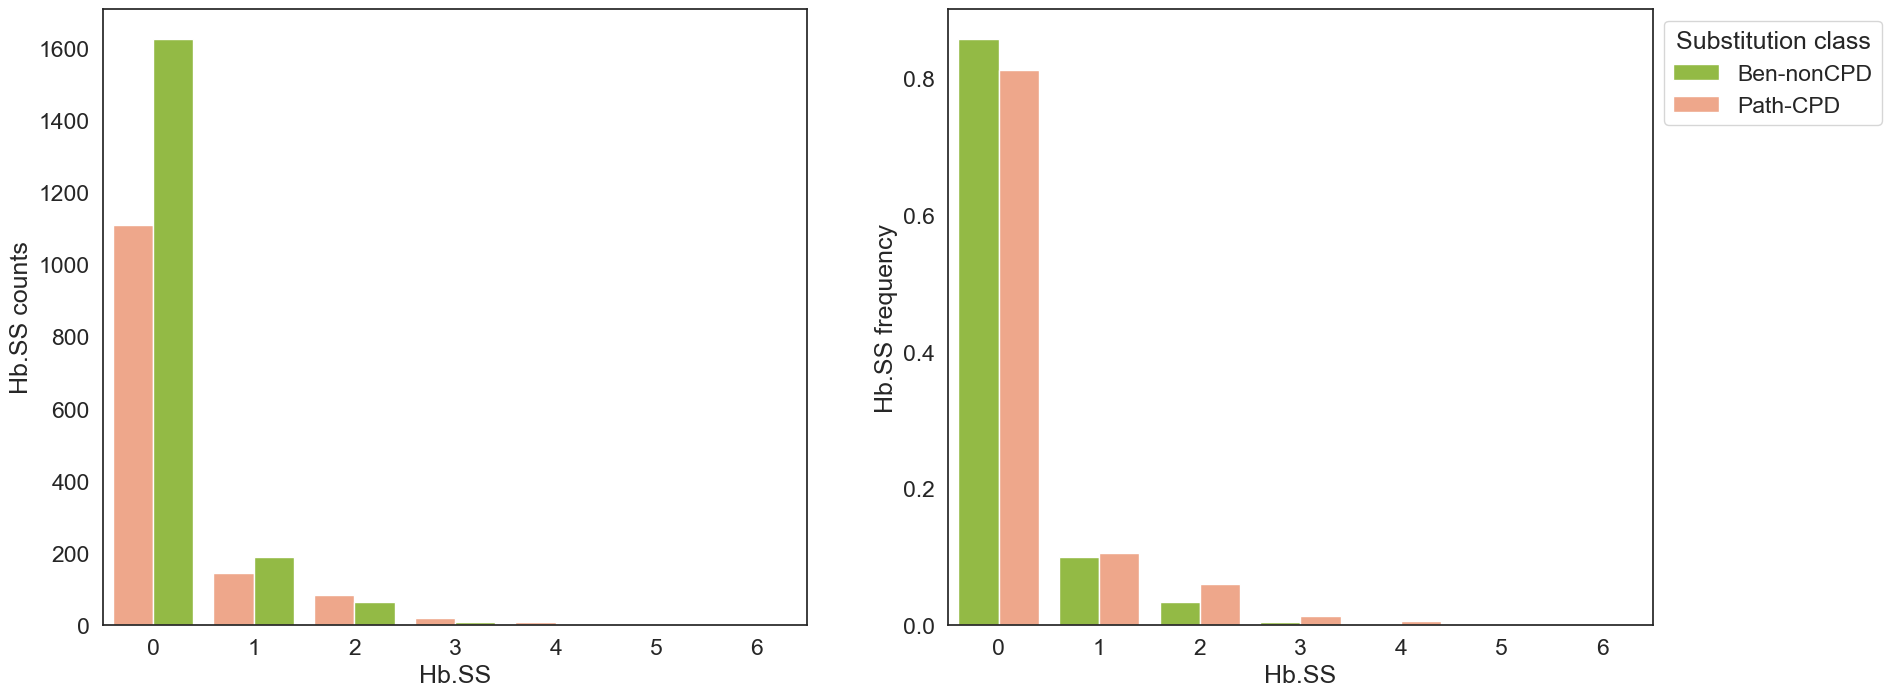 1600
1400
1200
1000
800
600
400
200
0
Hb.SS counts
0 1 2 3 4 5 6
Hb.SS
0.8
0.6
0.4
0.2
0.0
Hb.SS frequency
0 1 2 3 4 5 6
Hb.SS
Substitution class
Ben-nonCPD
Path-CPD